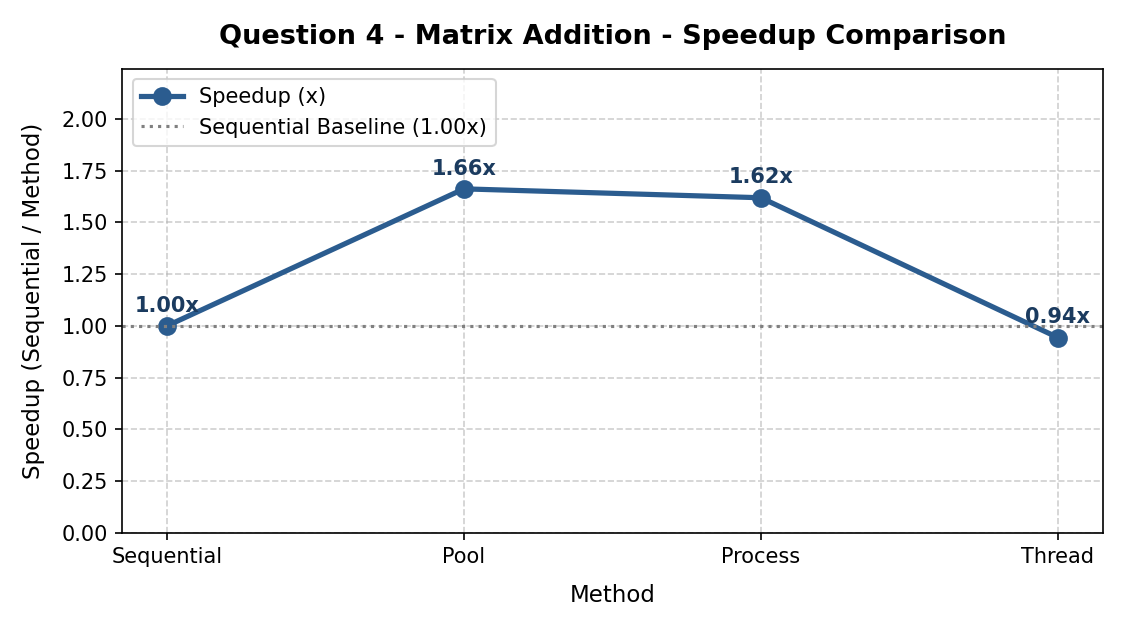 Question 4 - Matrix Addition - Speedup Comparison
Speedup (x)
Sequential Baseline (1.00x)
Speedup (Sequential / Method)
2.00
1.75
1.50
1.25
1.00
0.75
0.50
0.25
0.00
1.00x
1.66x
1.62x
0.94x
Sequential
Pool
Process
Thread
Method